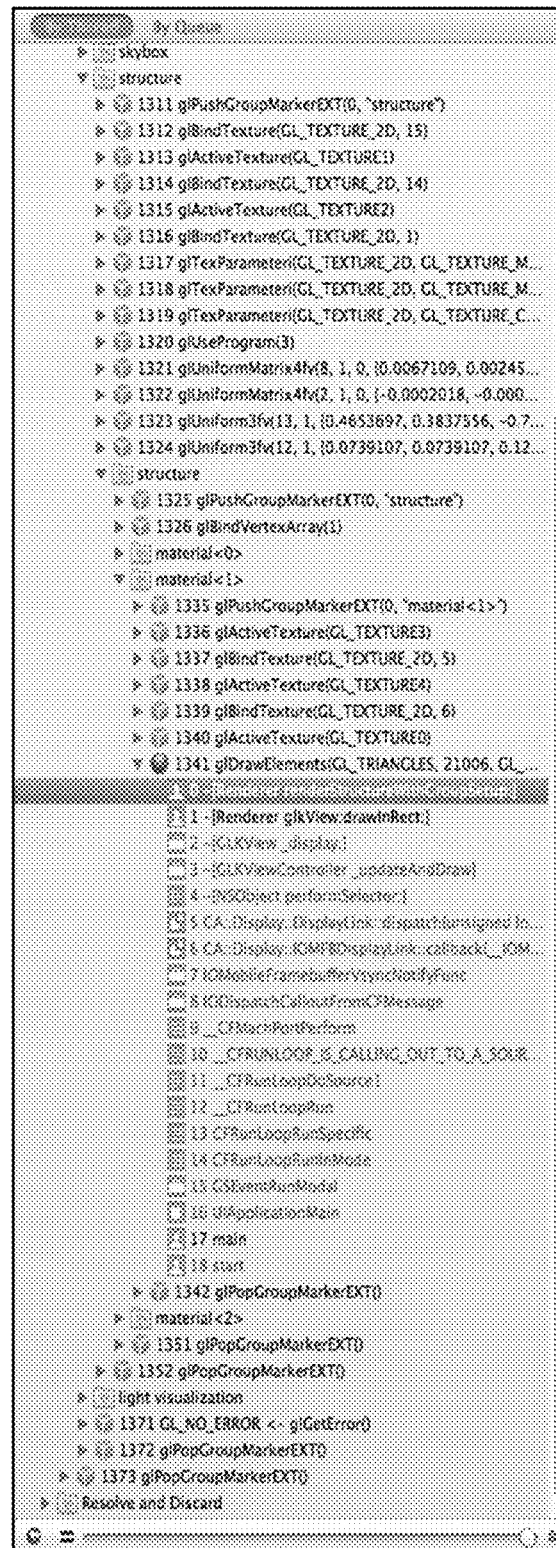 By Queue
skybox
structure
1311 glPushGroupMarkerEXT(0, "structure")
1312 glBindTexture(GL_TEXTURE_2D, 15)
1313 glActiveTexture(GL_TEXTURE1)
1314 glBindTexture(GL_TEXTURE_2D, 14)
1315 glActiveTexture(GL_TEXTURE2)
1316 glBindTexture(GL_TEXTURE_2D, 1)
1317 glTexParameteri(GL_TEXTURE_2D, GL_TEXTURE_M...
1318 glTexParameteri(GL_TEXTURE_2D, GL_TEXTURE_M...
1319 glTexParameteri(GL_TEXTURE_2D, GL_TEXTURE_C...
1320 glUseProgram(3)
1321 glUniformMatrix4fv(8, 1, 0, {0.0067109, 0.00245...
1322 glUniformMatrix4fv(2, 1, 0, {-0.0002018, -0.000...
1323 glUniform3fv(13, 1, {0.4653697, 0.3837556, -0.7...
1324 glUniform3fv(12, 1, {0.0739107, 0.0739107, 0.12...
structure
1325 glPushGroupMarkerEXT(0, "structure")
1326 glBindVertexArray(1)
material<0>
material<1>
1335 glPushGroupMarkerEXT(0, "material<1>")
1336 glActiveTexture(GL_TEXTURE3)
1337 glBindTexture(GL_TEXTURE_2D, 5)
1338 glActiveTexture(GL_TEXTURE4)
1339 glBindTexture(GL_TEXTURE_2D, 6)
1340 glActiveTexture(GL_TEXTURE0)
1341 glDrawElements(GL_TRIANGLES, 21006, GL_...
1 -[Renderer glkView:drawInRect:]
2 -[GLKView _display:]
3 -[GLKViewController _updateAndDraw]
4 -[NSObject performSelector:]
5 CA::Display::DisplayLink::dispatch(unsigned lo...
6 CA::Display::IOMFBDisplayLink::callback(__IOM...
7 IOMobileFramebufferVsyncNotifyFunc
8 IODispatchCalloutFromCFMessage
9 __CFMachPortPerform
10 __CFRUNLOOP_IS_CALLING_OUT_TO_A_SOUR...
11 __CFRunLoopDoSource1
12 __CFRunLoopRun
13 CFRunLoopRunSpecific
14 CFRunLoopRunInMode
15 GSEventRunModal
16 UIApplicationMain
17 main
18 start
1342 glPopGroupMarkerEXT()
material<2>
1351 glPopGroupMarkerEXT()
1352 glPopGroupMarkerEXT()
light visualization
1371 GL_NO_ERROR <- glGetError()
1372 glPopGroupMarkerEXT()
1373 glPopGroupMarkerEXT()
Resolve and Discard